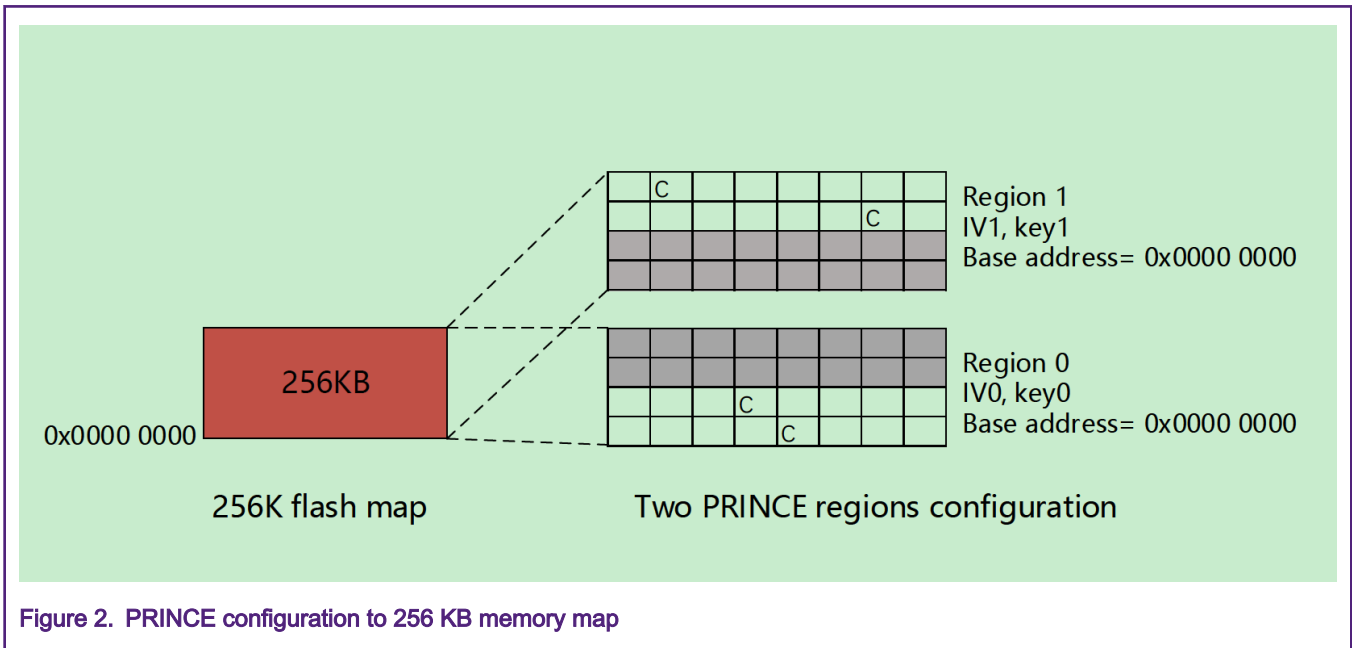 C
C
Region 1
IV1, key1
Base address= 0x0000 0000
256KB
0x0000 0000
C
C
Region 0
IV0, key0
Base address= 0x0000 0000
256K flash map
Two PRINCE regions configuration
Figure 2. PRINCE configuration to 256 KB memory map